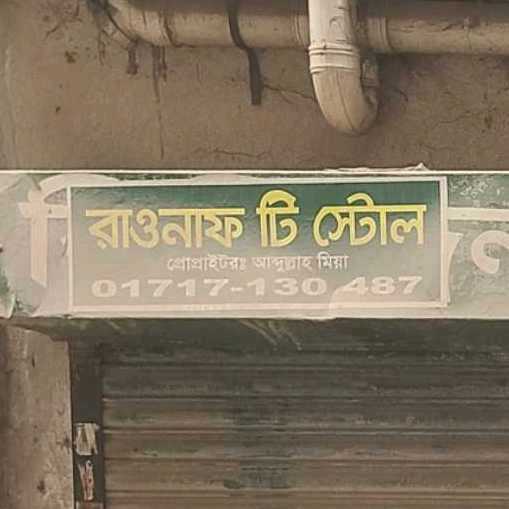 রাওনাফ টি স্টোল
প্রোপ্রাইটরঃ আব্দুল্লাহ মিয়া
01717-130 487